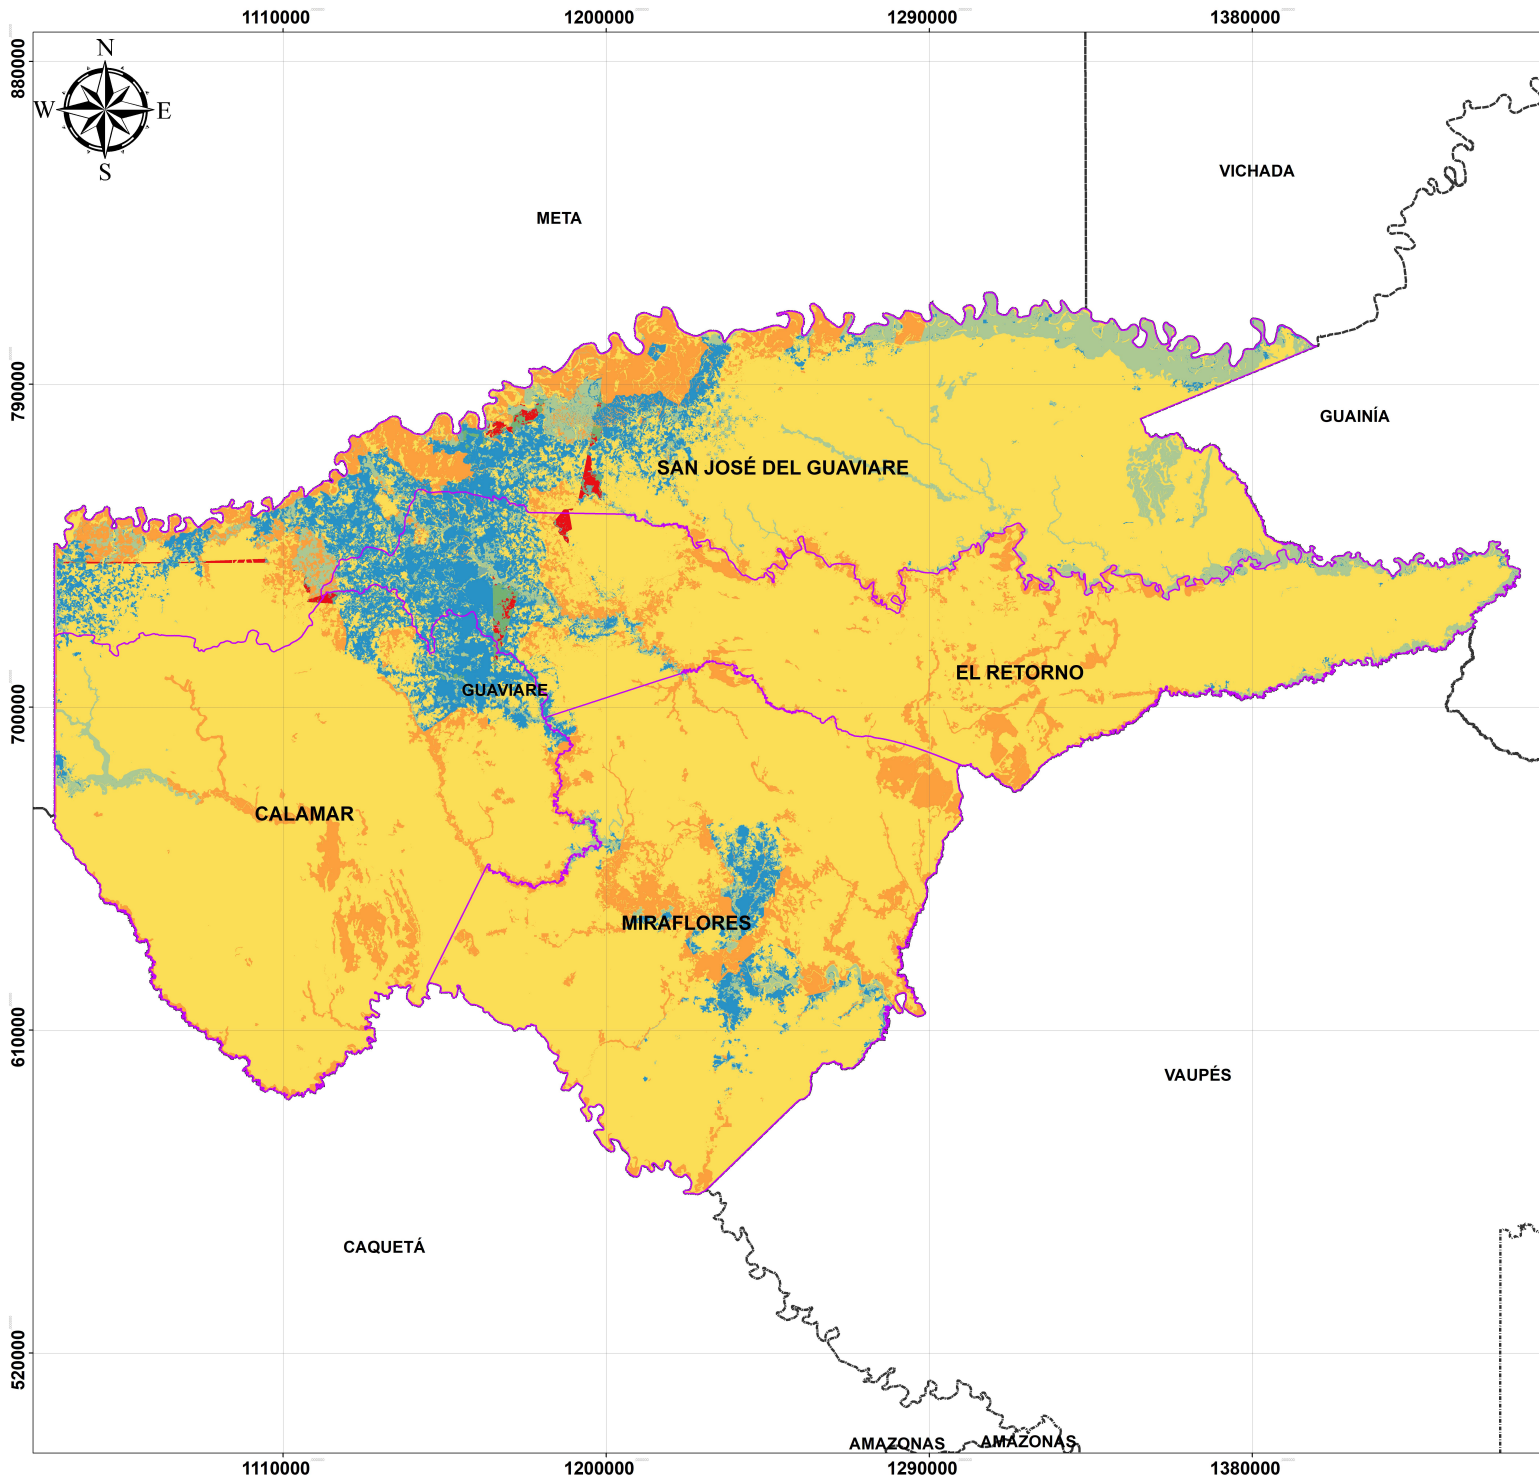 1110000 1200000 1290000 1380000
880000
N
W E
S
VICHADA
META
790000
GUAINÍA
SAN JOSÉ DEL GUAVIARE
EL RETORNO
GUAVIARE
700000
CALAMAR
MIRAFLORES
610000
VAUPÉS
CAQUETÁ
520000
AMAZONAS AMAZONAS
1110000 1200000 1290000 1380000